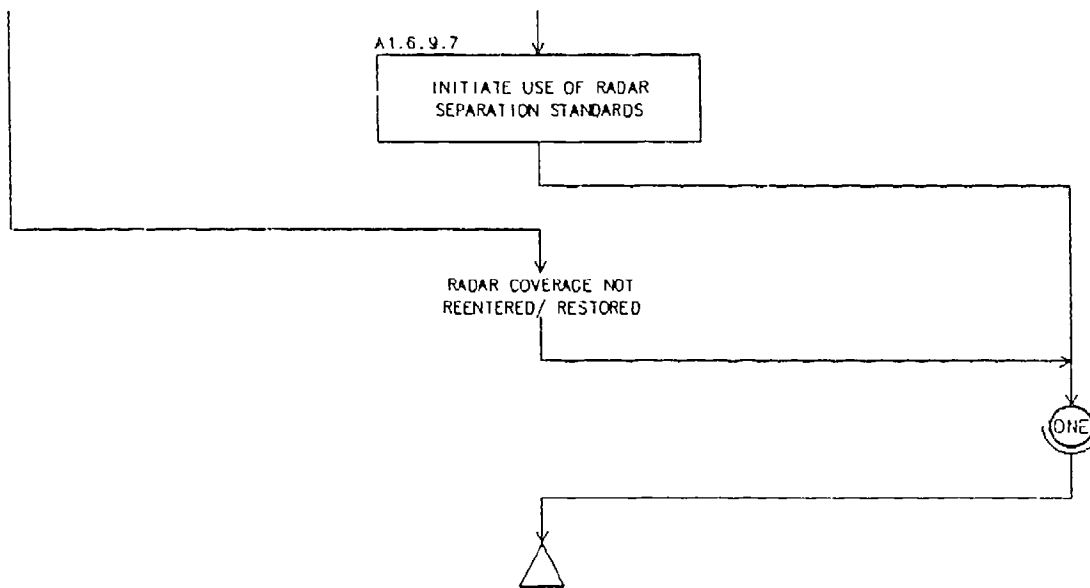 A1.6.9.7
INITIATE USE OF RADAR
SEPARATION STANDARDS
RADAR COVERAGE NOT
REENTERED/ RESTORED
ONE